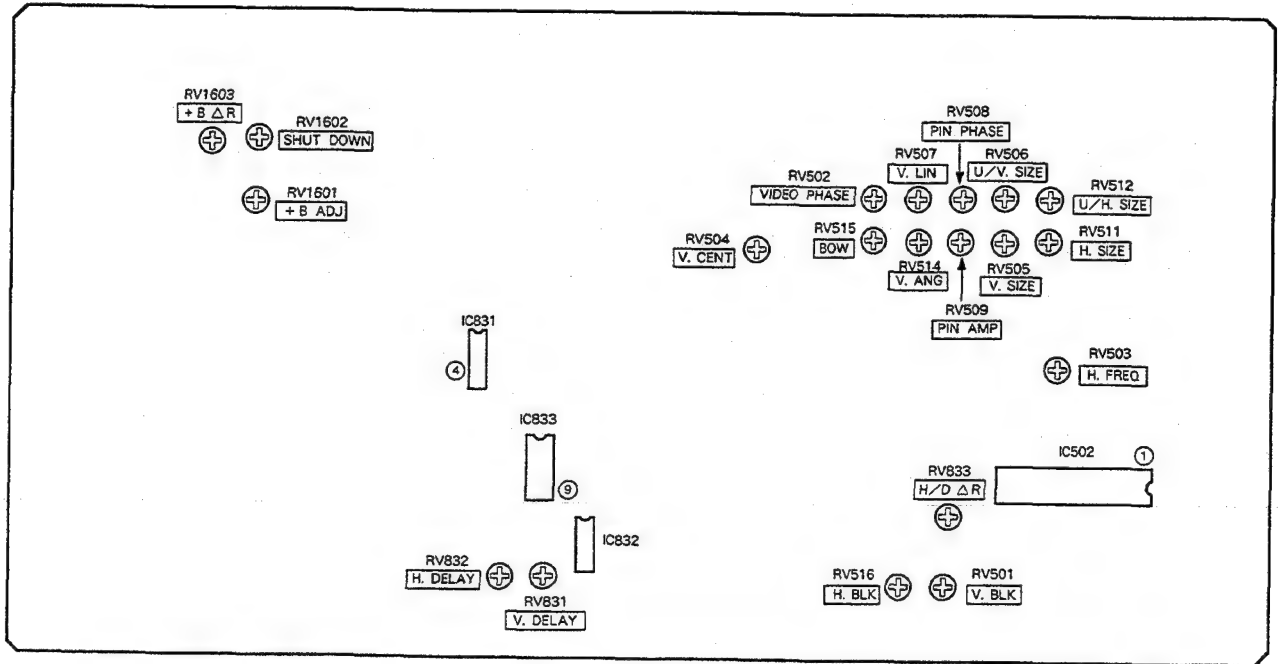 RV1603
+B △R
RV1602
SHUT DOWN
RV1601
+B ADJ
RV508
PIN PHASE
RV507
V. LIN
RV506
U/V. SIZE
RV502
VIDEO PHASE
RV512
U/H. SIZE
RV504
V. CENT
RV515
BOW
RV511
H. SIZE
RV514
V. ANG
RV505
V. SIZE
RV509
PIN AMP
IC831
4
RV503
H. FREQ
IC833
9
IC502
1
RV833
H/D △R
IC832
RV832
H. DELAY
RV831
V. DELAY
RV516
H. BLK
RV501
V. BLK